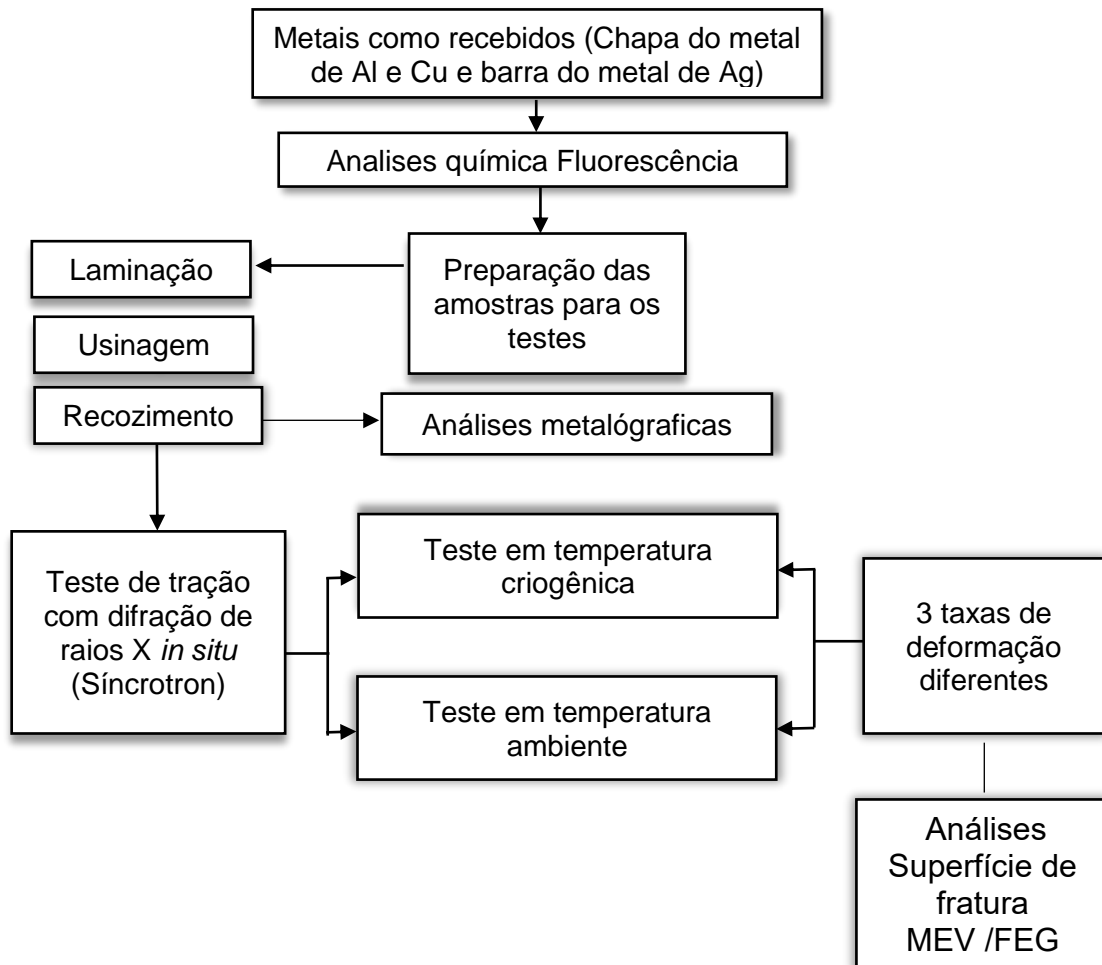 Metais como recebidos (Chapa do metal
de Al e Cu e barra do metal de Ag)
Analises química Fluorescência
Preparação das
amostras para os
testes
Laminação
Usinagem
Recozimento
Análises metalógraficas
Teste de tração
com difração de
raios X in situ
(Síncrotron)
Teste em temperatura
criogênica
Teste em temperatura
ambiente
3 taxas de
deformação
diferentes
Análises
Superfície de
fratura
MEV /FEG